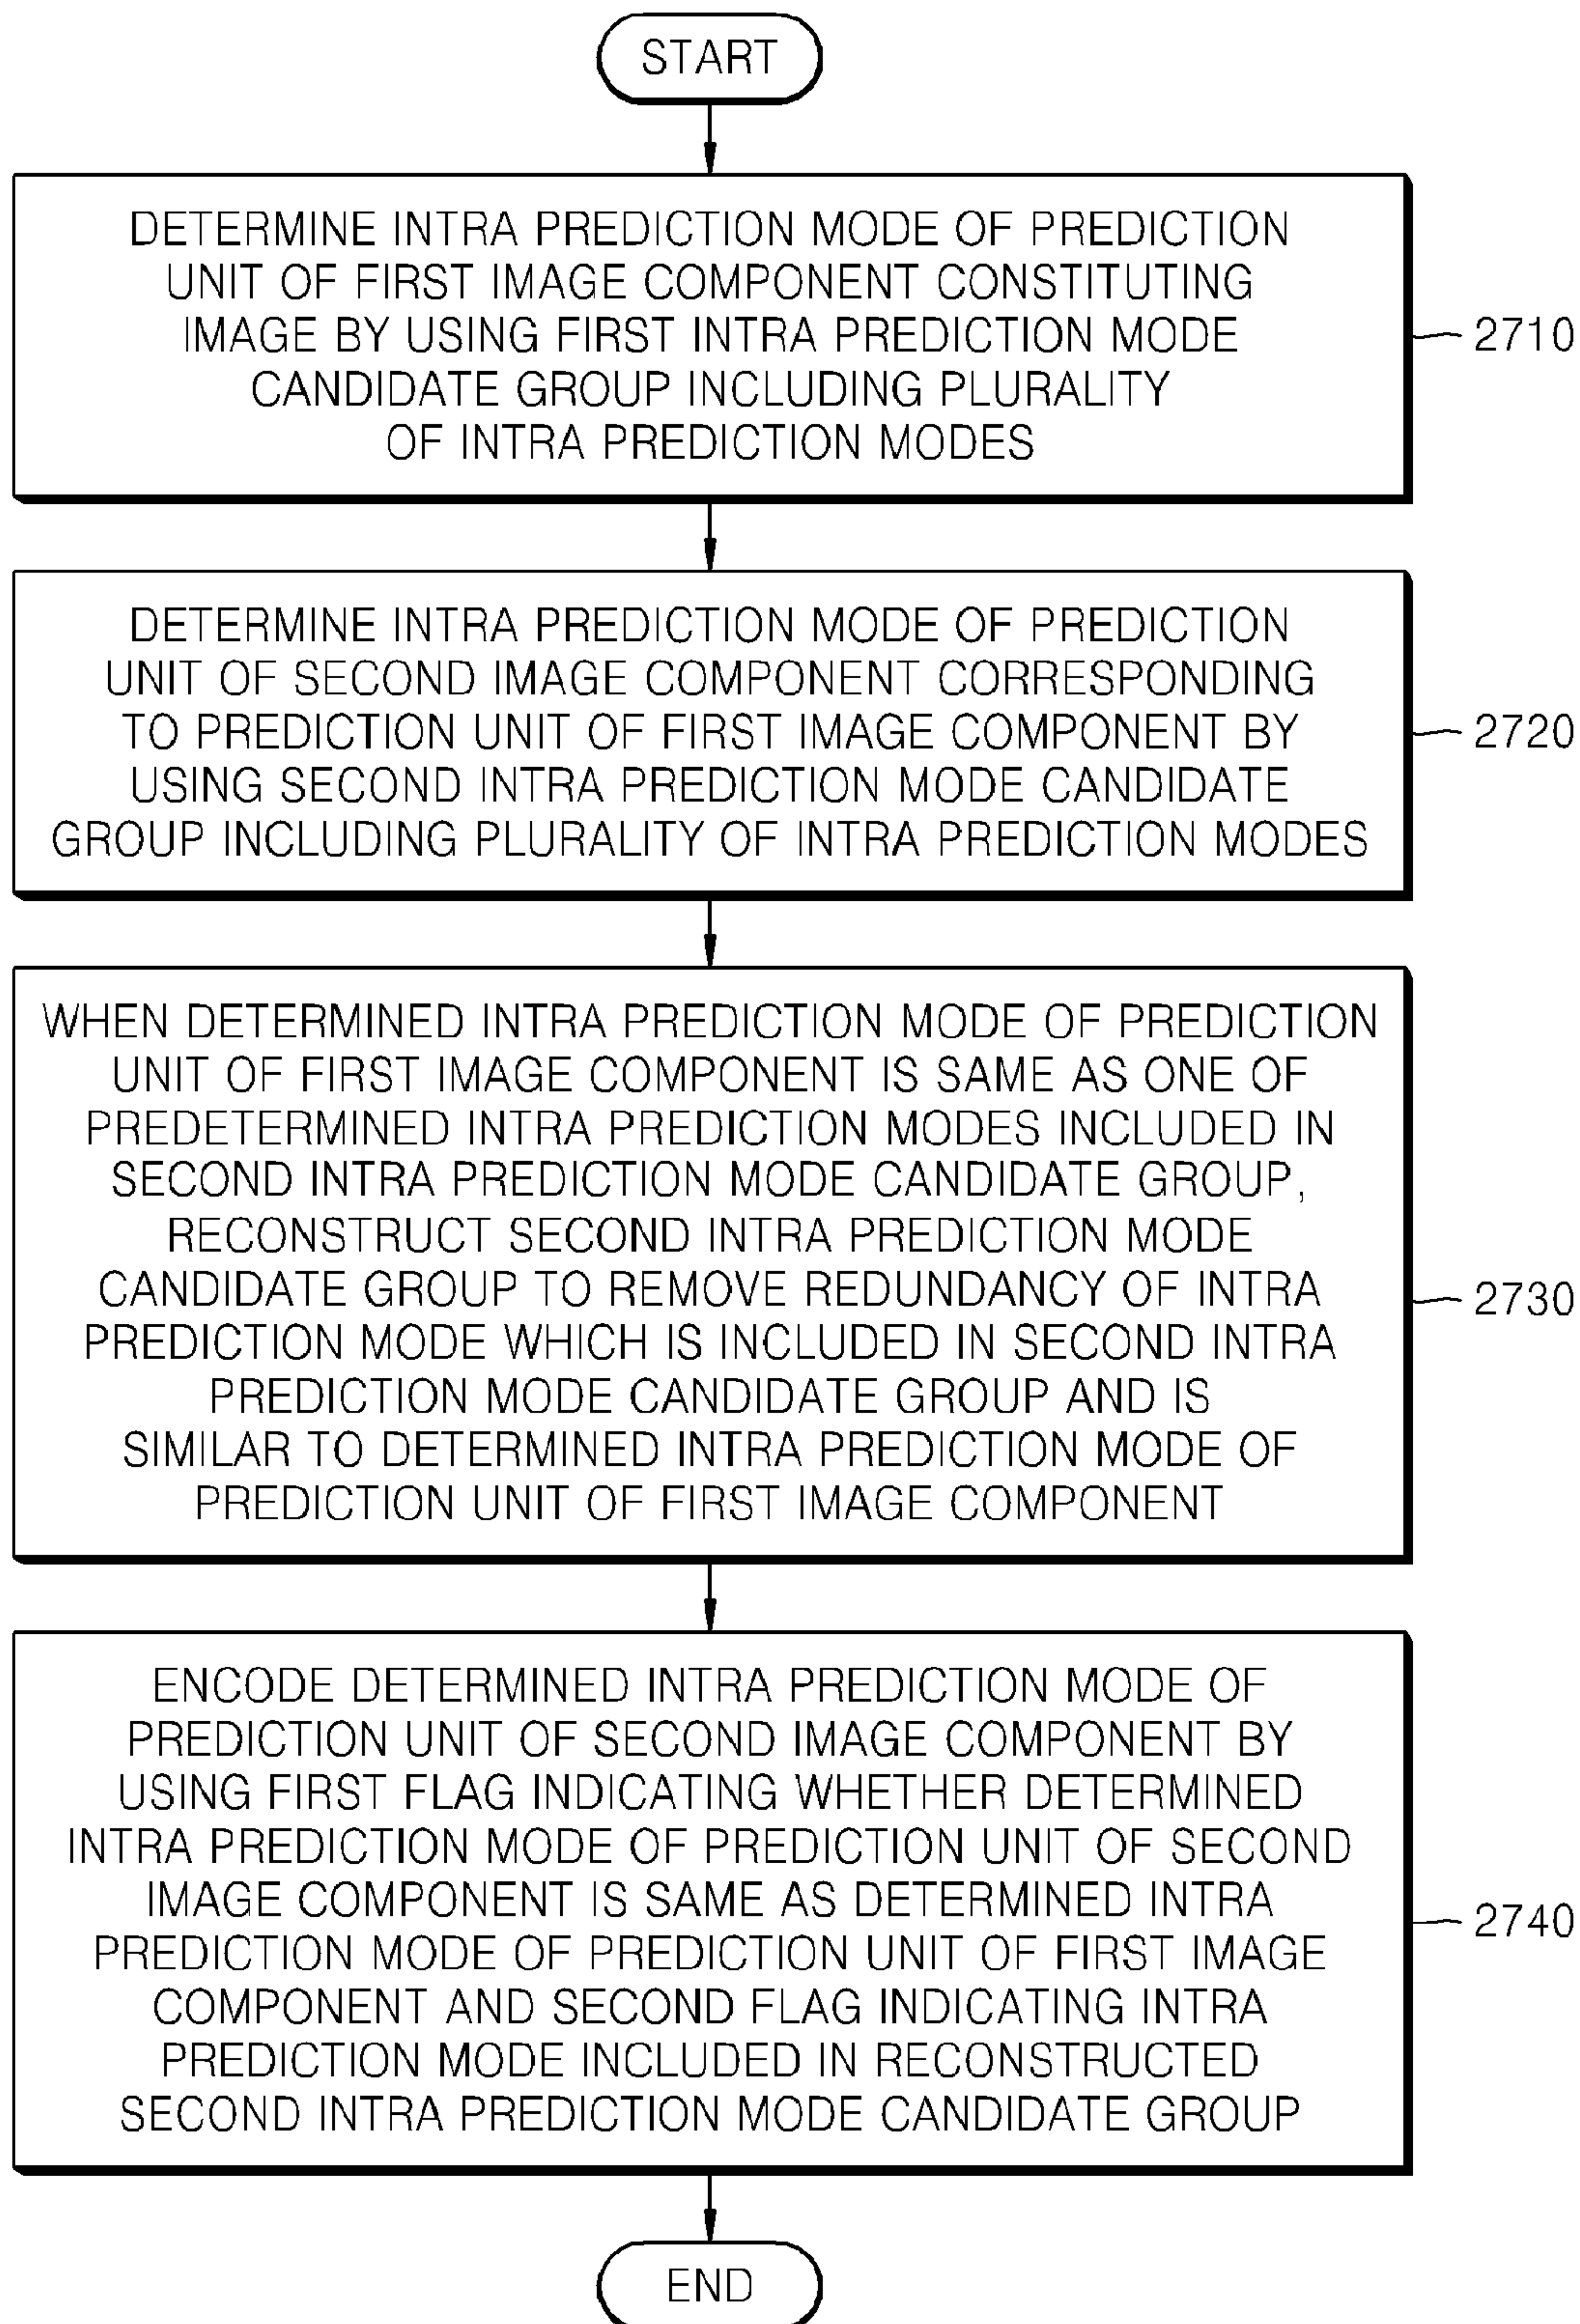 START
DETERMINE INTRA PREDICTION MODE OF PREDICTION
UNIT OF FIRST IMAGE COMPONENT CONSTITUTING
IMAGE BY USING FIRST INTRA PREDICTION MODE
CANDIDATE GROUP INCLUDING PLURALITY
OF INTRA PREDICTION MODES
2710
DETERMINE INTRA PREDICTION MODE OF PREDICTION
UNIT OF SECOND IMAGE COMPONENT CORRESPONDING
TO PREDICTION UNIT OF FIRST IMAGE COMPONENT BY
USING SECOND INTRA PREDICTION MODE CANDIDATE
GROUP INCLUDING PLURALITY OF INTRA PREDICTION MODES
2720
WHEN DETERMINED INTRA PREDICTION MODE OF PREDICTION
UNIT OF FIRST IMAGE COMPONENT IS SAME AS ONE OF
PREDETERMINED INTRA PREDICTION MODES INCLUDED IN
SECOND INTRA PREDICTION MODE CANDIDATE GROUP,
RECONSTRUCT SECOND INTRA PREDICTION MODE
CANDIDATE GROUP TO REMOVE REDUNDANCY OF INTRA
PREDICTION MODE WHICH IS INCLUDED IN SECOND INTRA
PREDICTION MODE CANDIDATE GROUP AND IS
SIMILAR TO DETERMINED INTRA PREDICTION MODE OF
PREDICTION UNIT OF FIRST IMAGE COMPONENT
2730
ENCODE DETERMINED INTRA PREDICTION MODE OF
PREDICTION UNIT OF SECOND IMAGE COMPONENT BY
USING FIRST FLAG INDICATING WHETHER DETERMINED
INTRA PREDICTION MODE OF PREDICTION UNIT OF SECOND
IMAGE COMPONENT IS SAME AS DETERMINED INTRA
PREDICTION MODE OF PREDICTION UNIT OF FIRST IMAGE
COMPONENT AND SECOND FLAG INDICATING INTRA
PREDICTION MODE INCLUDED IN RECONSTRUCTED
SECOND INTRA PREDICTION MODE CANDIDATE GROUP
2740
END